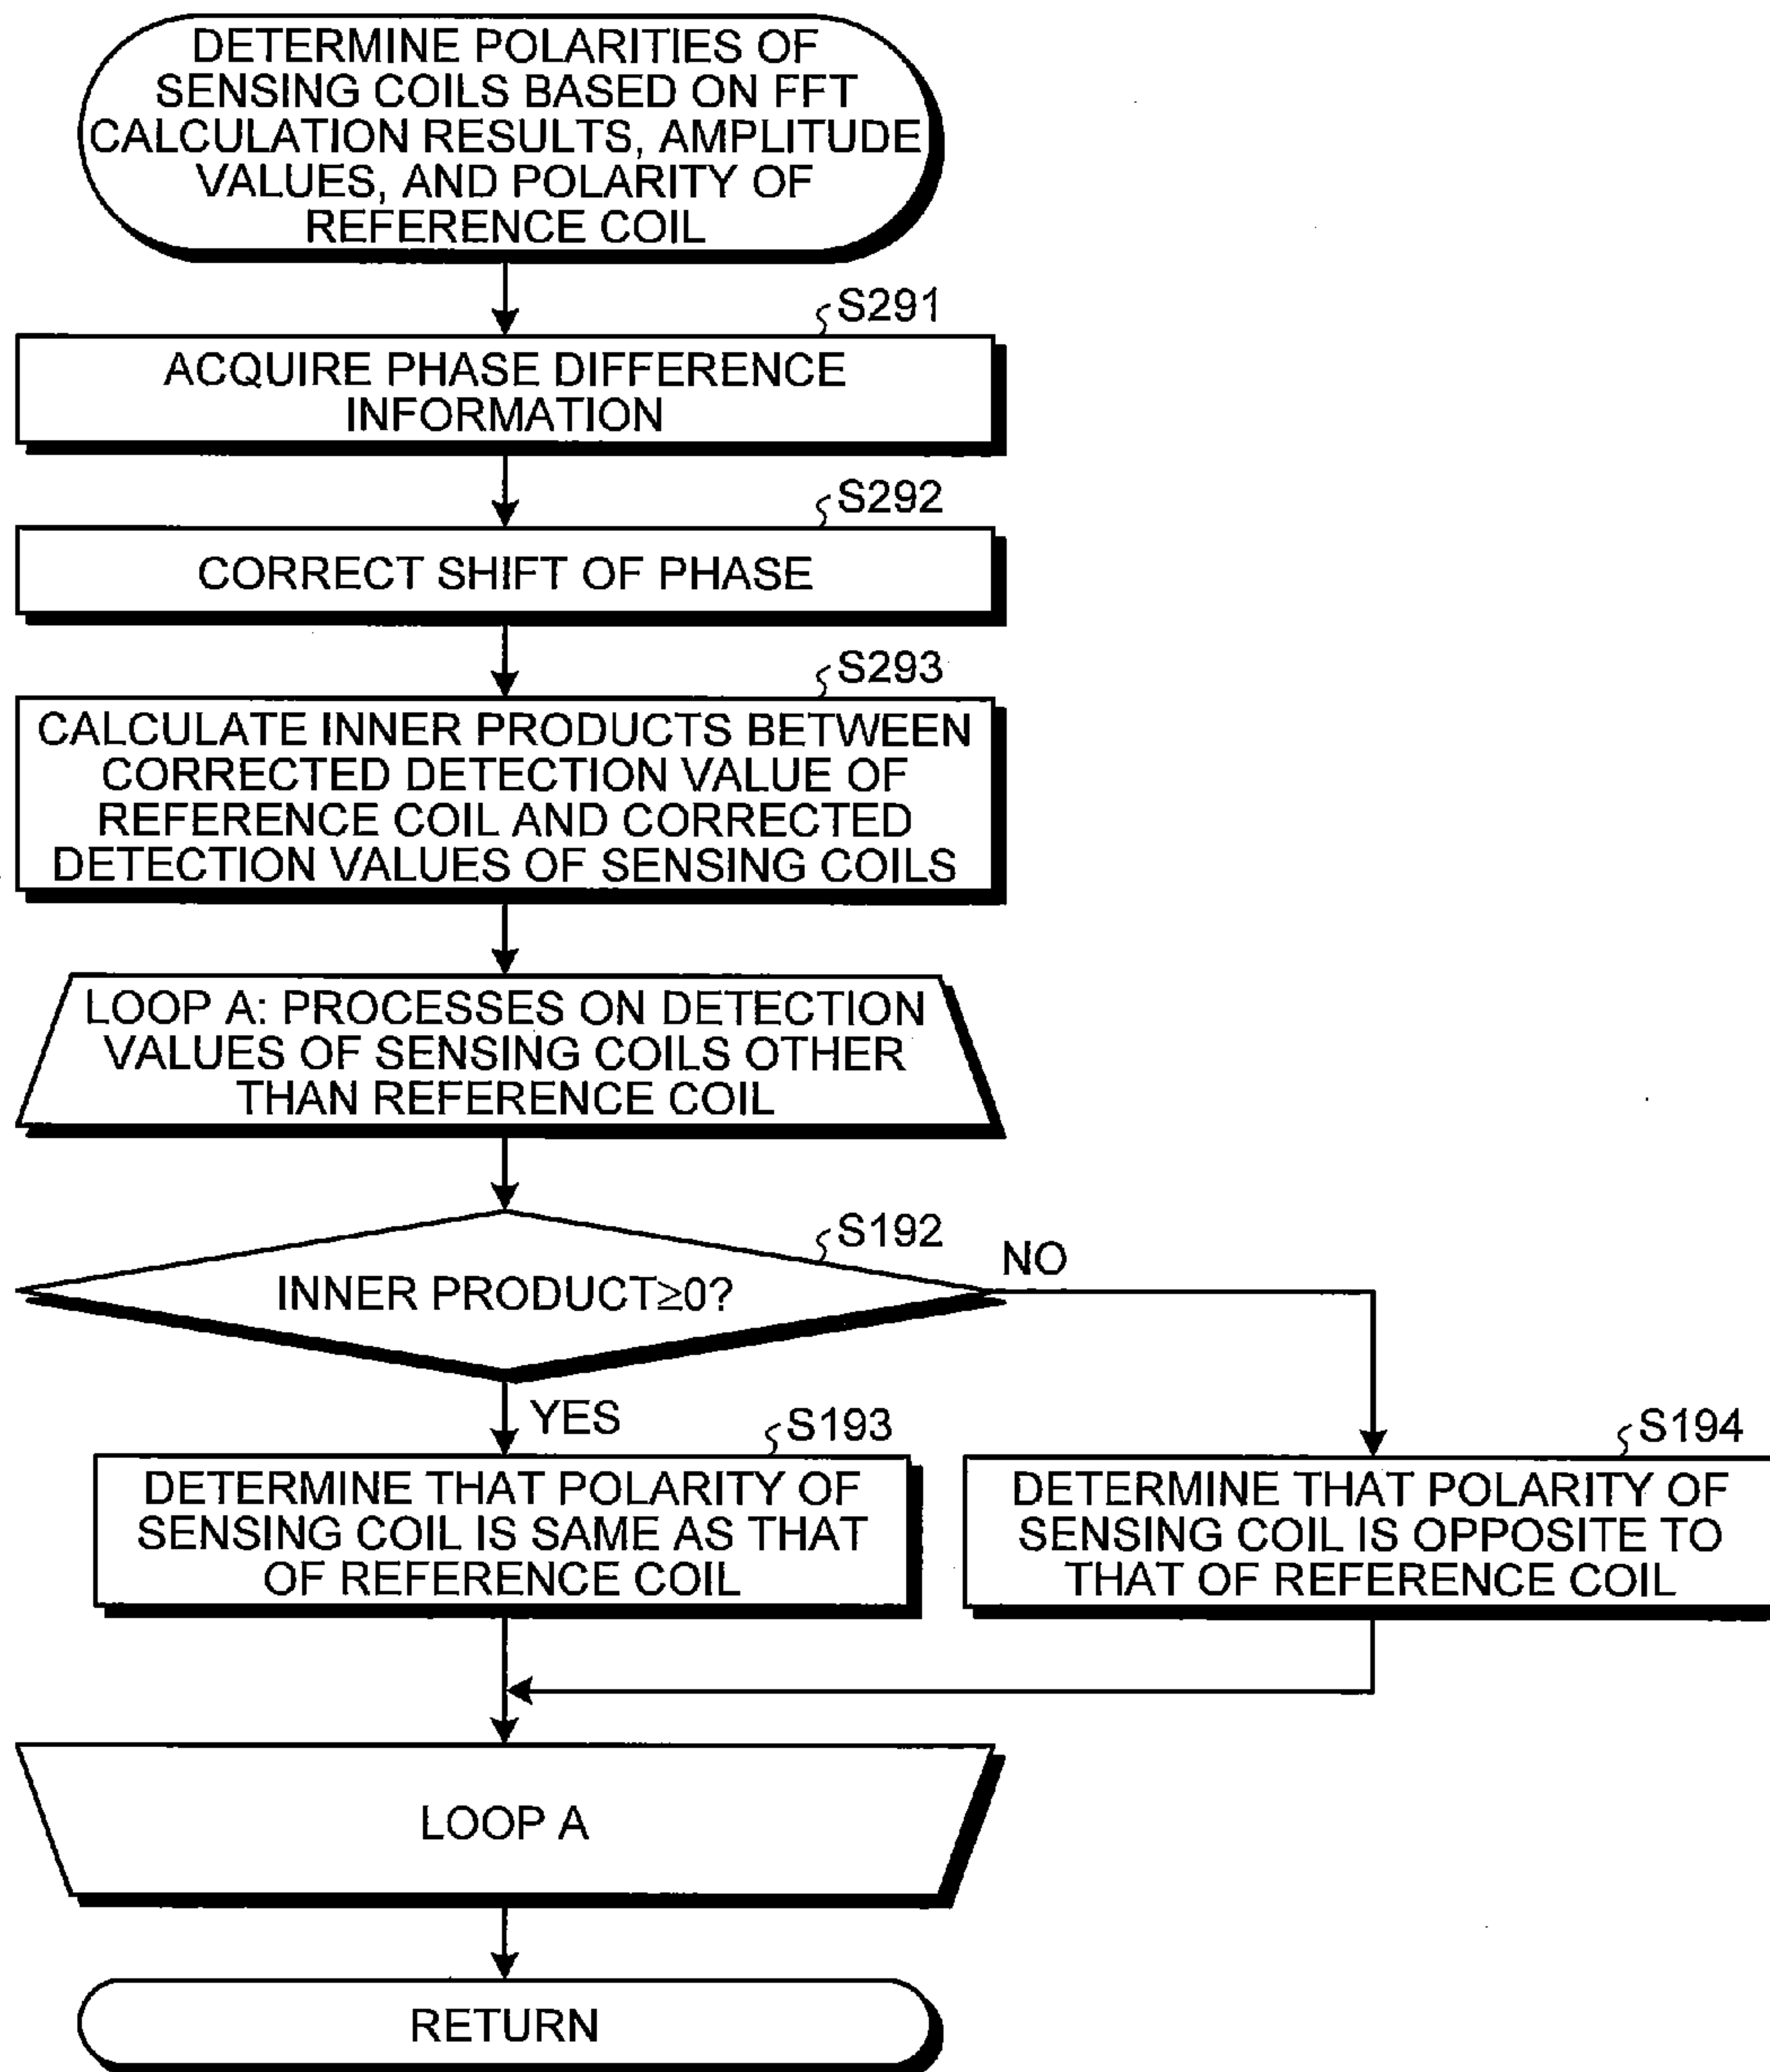 DETERMINE POLARITIES OF
SENSING COILS BASED ON FFT
CALCULATION RESULTS, AMPLITUDE
VALUES, AND POLARITY OF
REFERENCE COIL
S291
ACQUIRE PHASE DIFFERENCE
INFORMATION
S292
CORRECT SHIFT OF PHASE
S293
CALCULATE INNER PRODUCTS BETWEEN
CORRECTED DETECTION VALUE OF
REFERENCE COIL AND CORRECTED
DETECTION VALUES OF SENSING COILS
LOOP A: PROCESSES ON DETECTION
VALUES OF SENSING COILS OTHER
THAN REFERENCE COIL
S192
INNER PRODUCT≥0?
NO
YES
S193
DETERMINE THAT POLARITY OF
SENSING COIL IS SAME AS THAT
OF REFERENCE COIL
S194
DETERMINE THAT POLARITY OF
SENSING COIL IS OPPOSITE TO
THAT OF REFERENCE COIL
LOOP A
RETURN